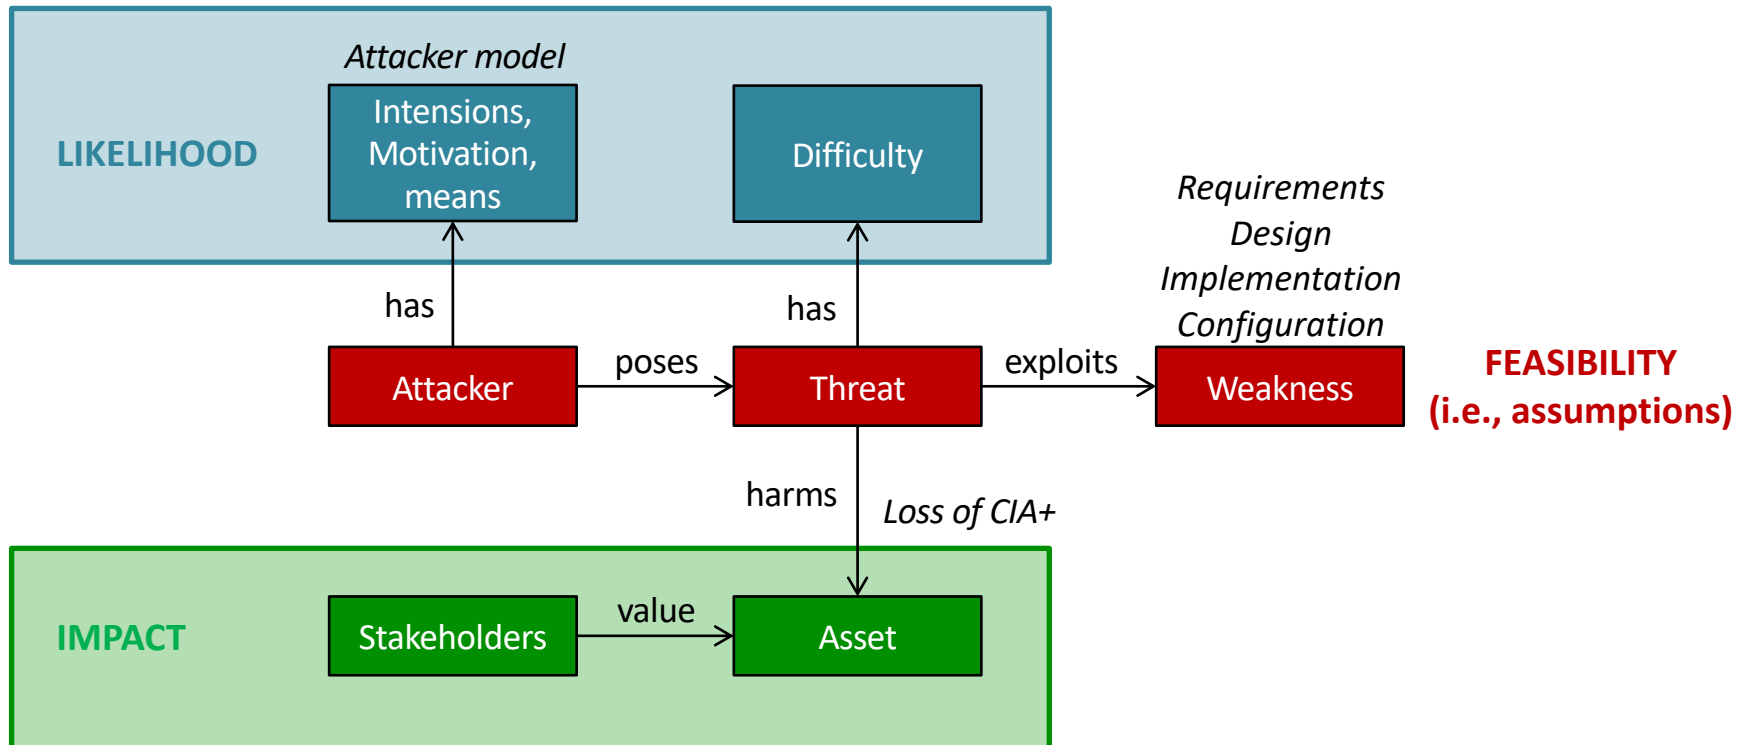 Attacker model
LIKELIHOOD
Intensions,
Motivation,
means
Difficulty
Requirements
Design
Implementation
Configuration
has
has
Attacker
poses
Threat
exploits
Weakness
FEASIBILITY
(i.e., assumptions)
harms
Loss of CIA+
IMPACT
Stakeholders
value
Asset